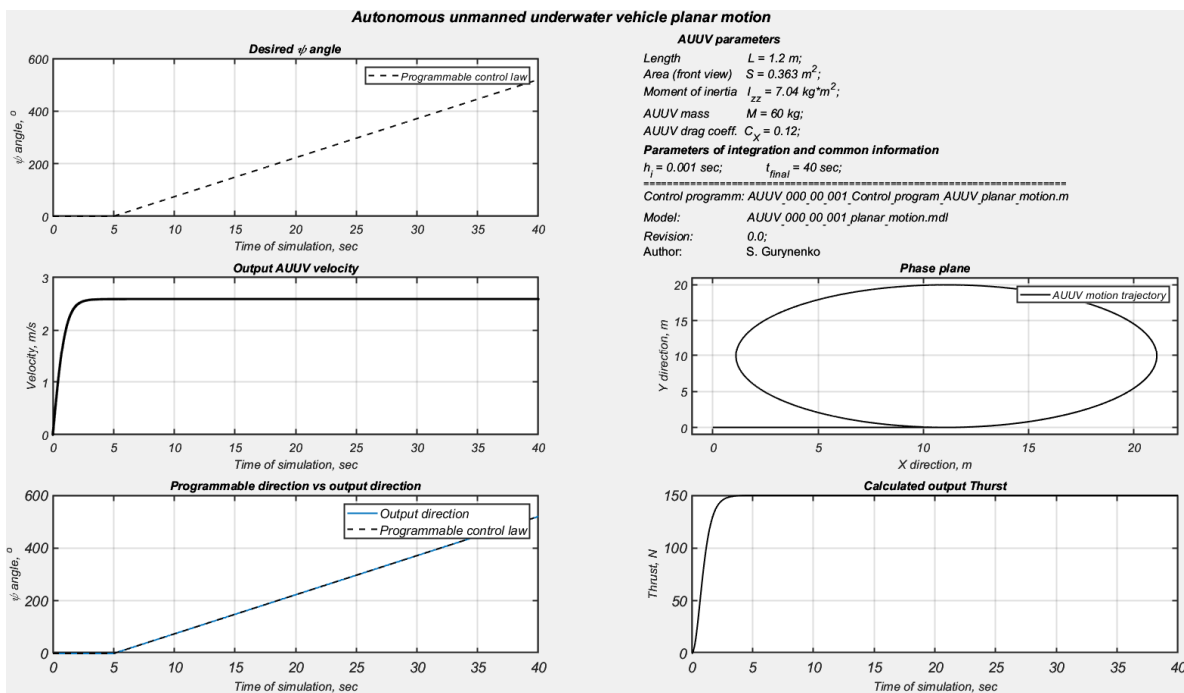 Autonomous unmanned underwater vehicle planar motion
Desired ψ angle
Programmable control law
ψ angle, °
600
400
200
0
0 5 10 15 20 25 30 35 40
Time of simulation, sec
AUUV parameters
Length L = 1.2 m;
Area (front view) S = 0.363 m²;
Moment of inertia I_zz = 7.04 kg*m²;
AUUV mass M = 60 kg;
AUUV drag coeff. C_X = 0.12;
Parameters of integration and common information
h_i = 0.001 sec; t_final = 40 sec;
Control programm: AUUV_000_00_001_Control_program_AUUV_planar_motion.m
Model: AUUV_000_00_001_planar_motion.mdl
Revision: 0.0;
Author: S. Gurynenko
Output AUUV velocity
Velocity, m/s
3
2
1
0
0 5 10 15 20 25 30 35 40
Time of simulation, sec
Phase plane
AUUV motion trajectory
Y direction, m
20
15
10
5
0
0 5 10 15 20
X direction, m
Programmable direction vs output direction
Output direction
Programmable control law
ψ angle, °
600
400
200
0
0 5 10 15 20 25 30 35 40
Time of simulation, sec
Calculated output Thurst
Thrust, N
150
100
50
0
0 5 10 15 20 25 30 35 40
Time of simulation, sec